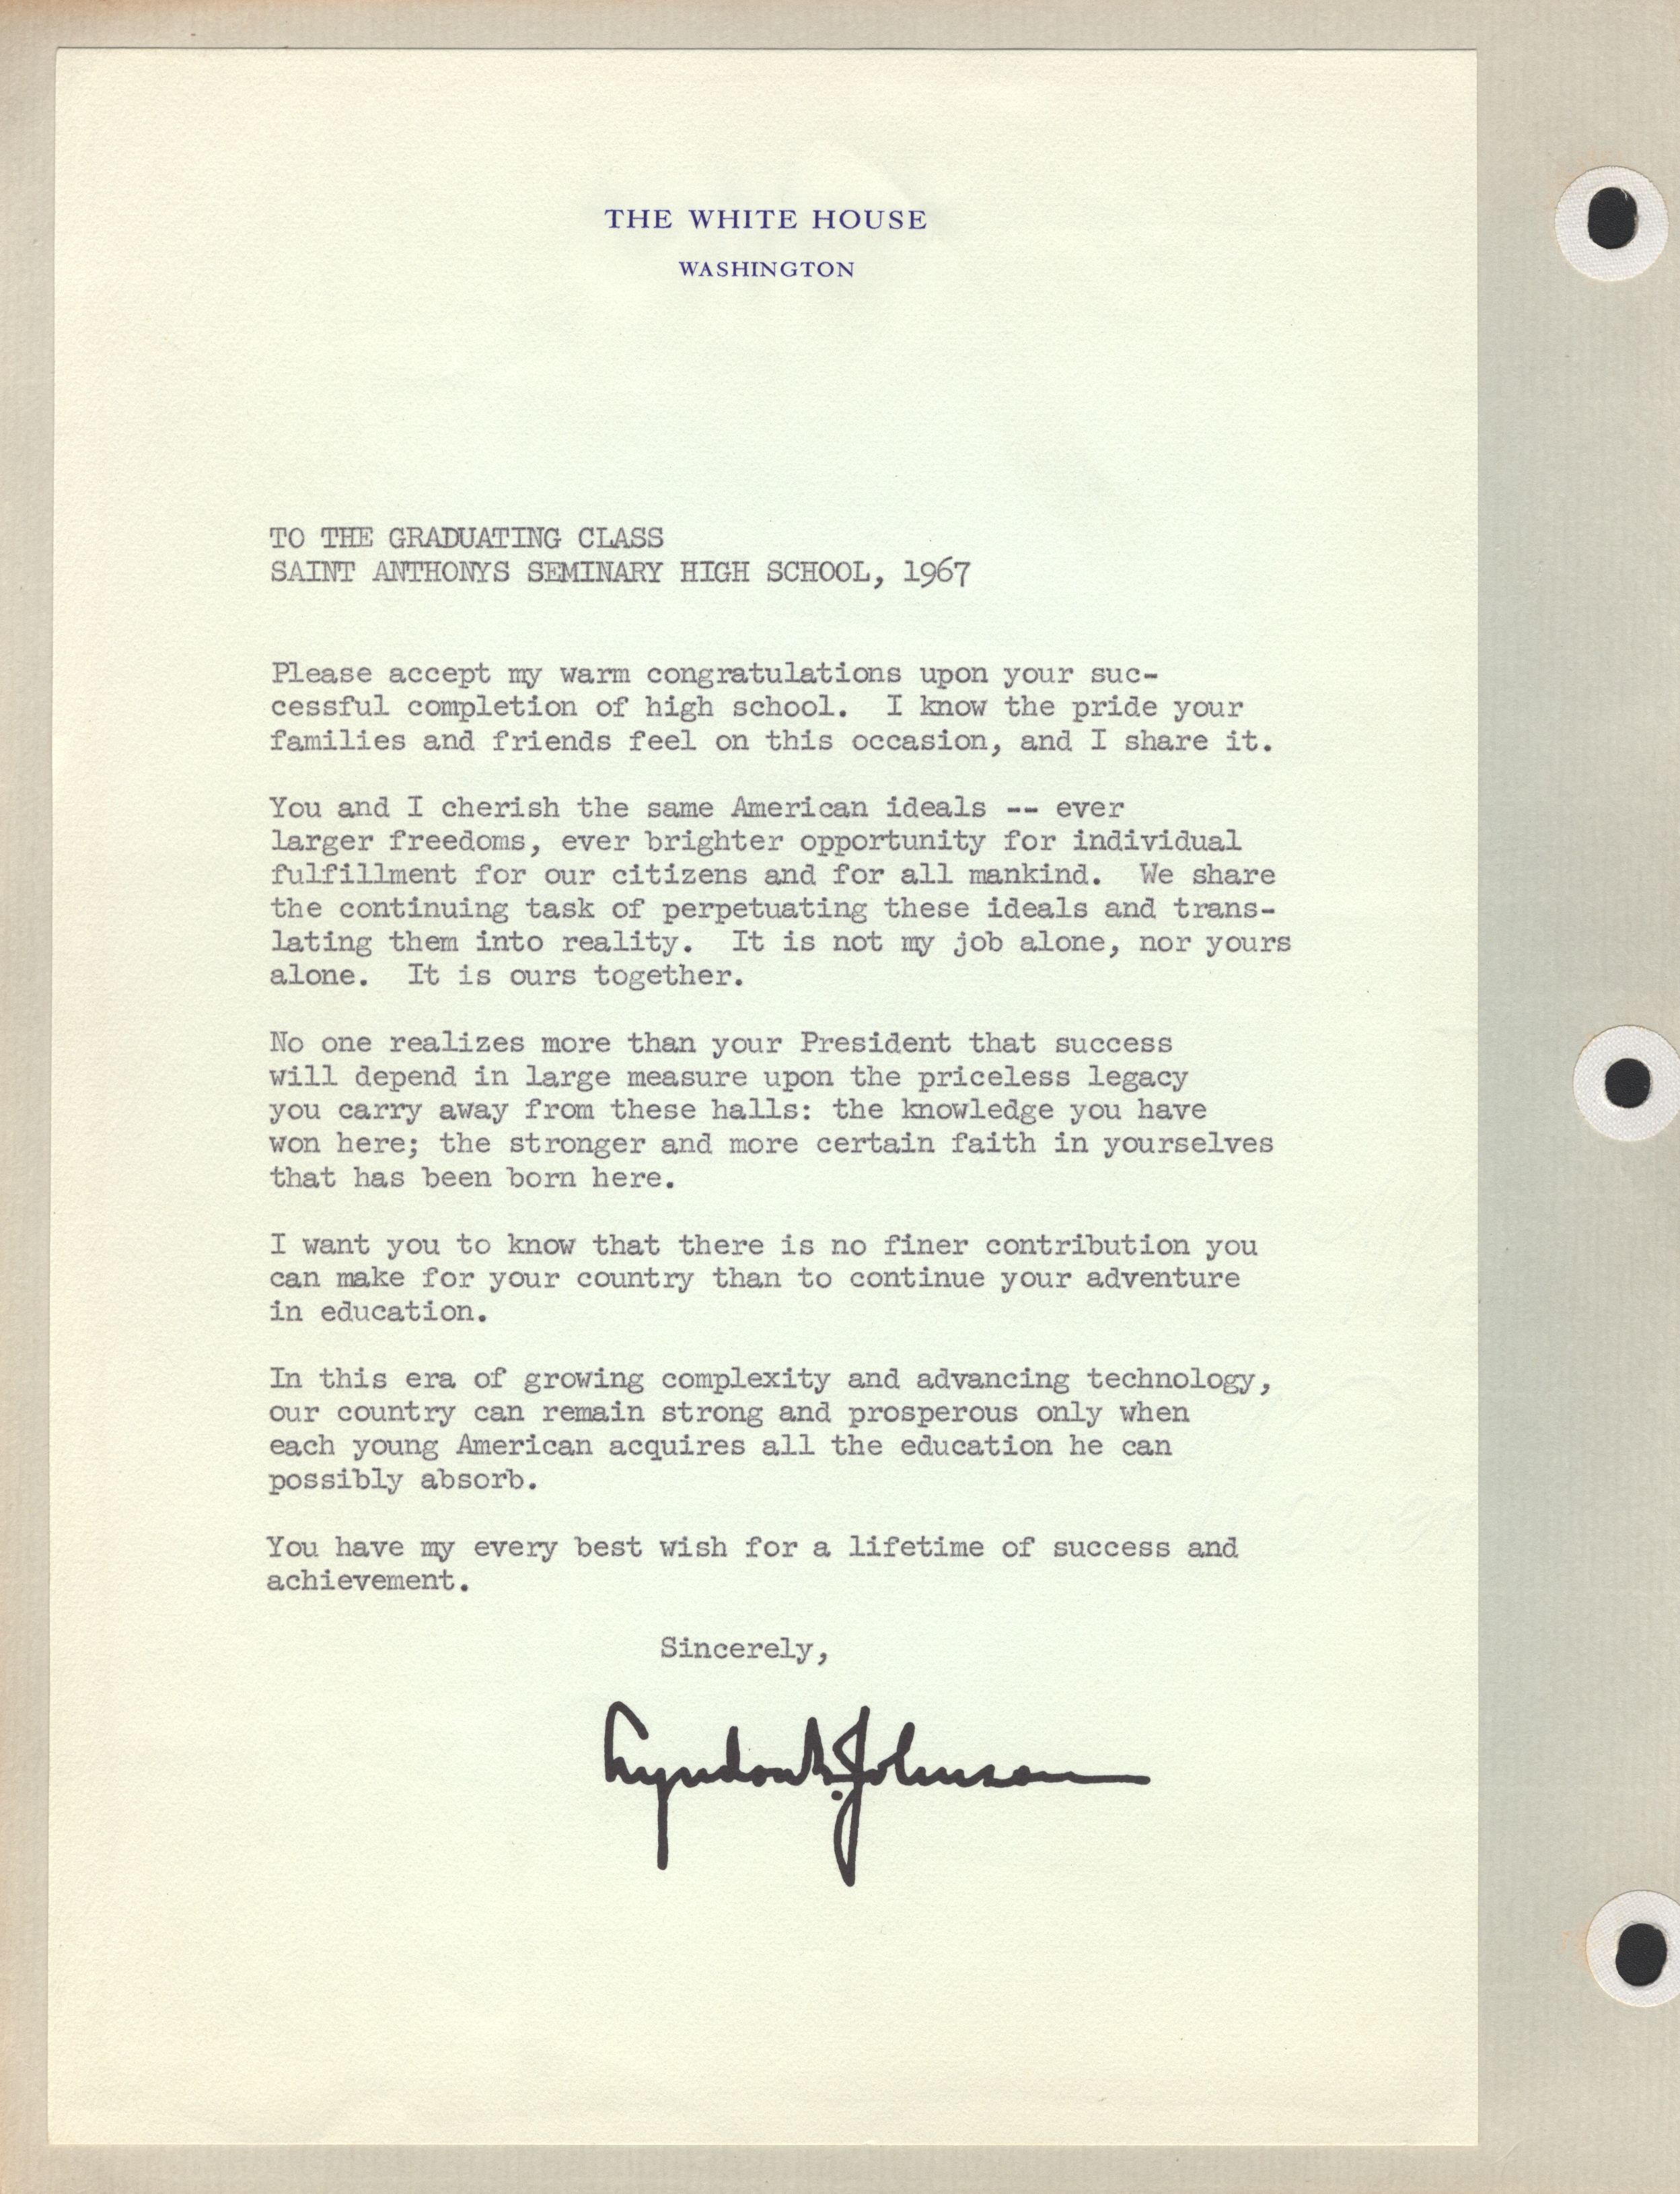 THE WHITE HOUSE
WASHINGTON
TO THE GRADUATING CLASS
SAINT ANTHONYS SEMINARY HIGH SCHOOL, 1967
Please accept my warm congratulations upon your suc-
cessful completion of high school.  I know the pride your
families and friends feel on this occasion, and I share it.
You and I cherish the same American ideals -- ever
larger freedoms, ever brighter opportunity for individual
fulfillment for our citizens and for all mankind.  We share
the continuing task of perpetuating these ideals and trans-
lating them into reality.  It is not my job alone, nor yours
alone.  It is ours together.
No one realizes more than your President that success
will depend in large measure upon the priceless legacy
you carry away from these halls: the knowledge you have
won here; the stronger and more certain faith in yourselves
that has been born here.
I want you to know that there is no finer contribution you
can make for your country than to continue your adventure
in education.
In this era of growing complexity and advancing technology,
our country can remain strong and prosperous only when
each young American acquires all the education he can
possibly absorb.
You have my every best wish for a lifetime of success and
achievement.
Sincerely,
Lyndon B. Johnson